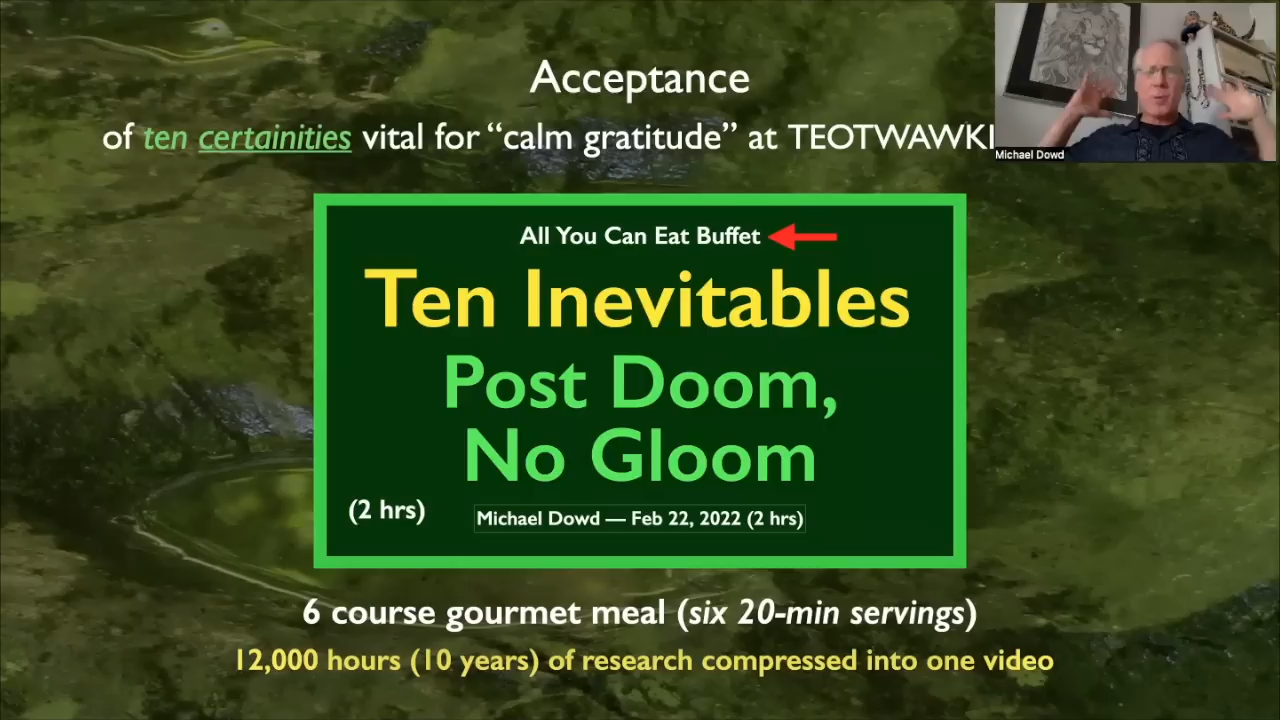 Acceptance
of ten certainities vital for “calm gratitude” at TEOTWAWKI
Michael Dowd
All You Can Eat Buffet
Ten Inevitables
Post Doom,
No Gloom
(2 hrs)
Michael Dowd — Feb 22, 2022 (2 hrs)
6 course gourmet meal (six 20-min servings)
12,000 hours (10 years) of research compressed into one video